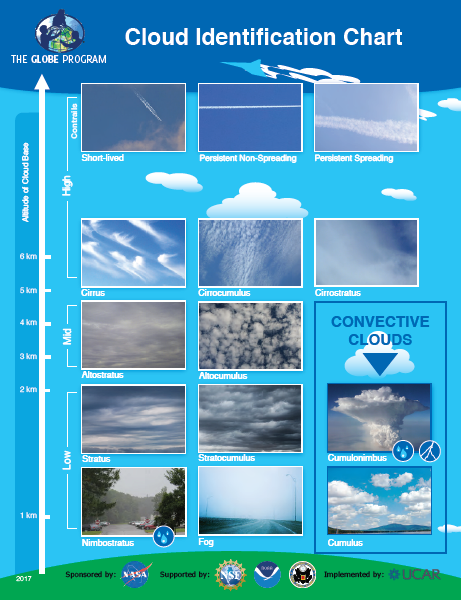 Cloud Identification Chart
THE GLOBE PROGRAM
Altitude of Cloud Base
Contrails
High
Short-lived
Persistent Non-Spreading
Persistent Spreading
6 km
5 km
4 km
3 km
2 km
1 km
Cirrus
Cirrocumulus
Cirrostratus
Mid
Altostratus
Altocumulus
CONVECTIVE
CLOUDS
Low
Stratus
Stratocumulus
Cumulonimbus
Nimbostratus
Fog
Cumulus
2017
Sponsored by:
NASA
Supported by:
NSF
Implemented by:
UCAR